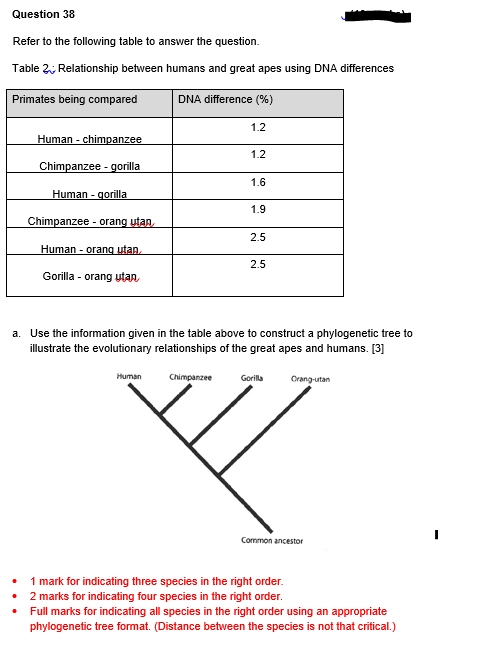 Question 38
Refer to the following table to answer the question.
Table 2.: Relationship between humans and great apes using DNA differences
Primates being compared DNA difference (%)
Human - chimpanzee 1.2
Chimpanzee - gorilla 1.2
Human - gorilla 1.6
Chimpanzee - orang utan 1.9
Human - orang utan 2.5
Gorilla - orang utan 2.5
a. Use the information given in the table above to construct a phylogenetic tree to
illustrate the evolutionary relationships of the great apes and humans. [3]
Human Chimpanzee Gorilla Orang-utan
Common ancestor
• 1 mark for indicating three species in the right order.
• 2 marks for indicating four species in the right order.
• Full marks for indicating all species in the right order using an appropriate
phylogenetic tree format. (Distance between the species is not that critical.)